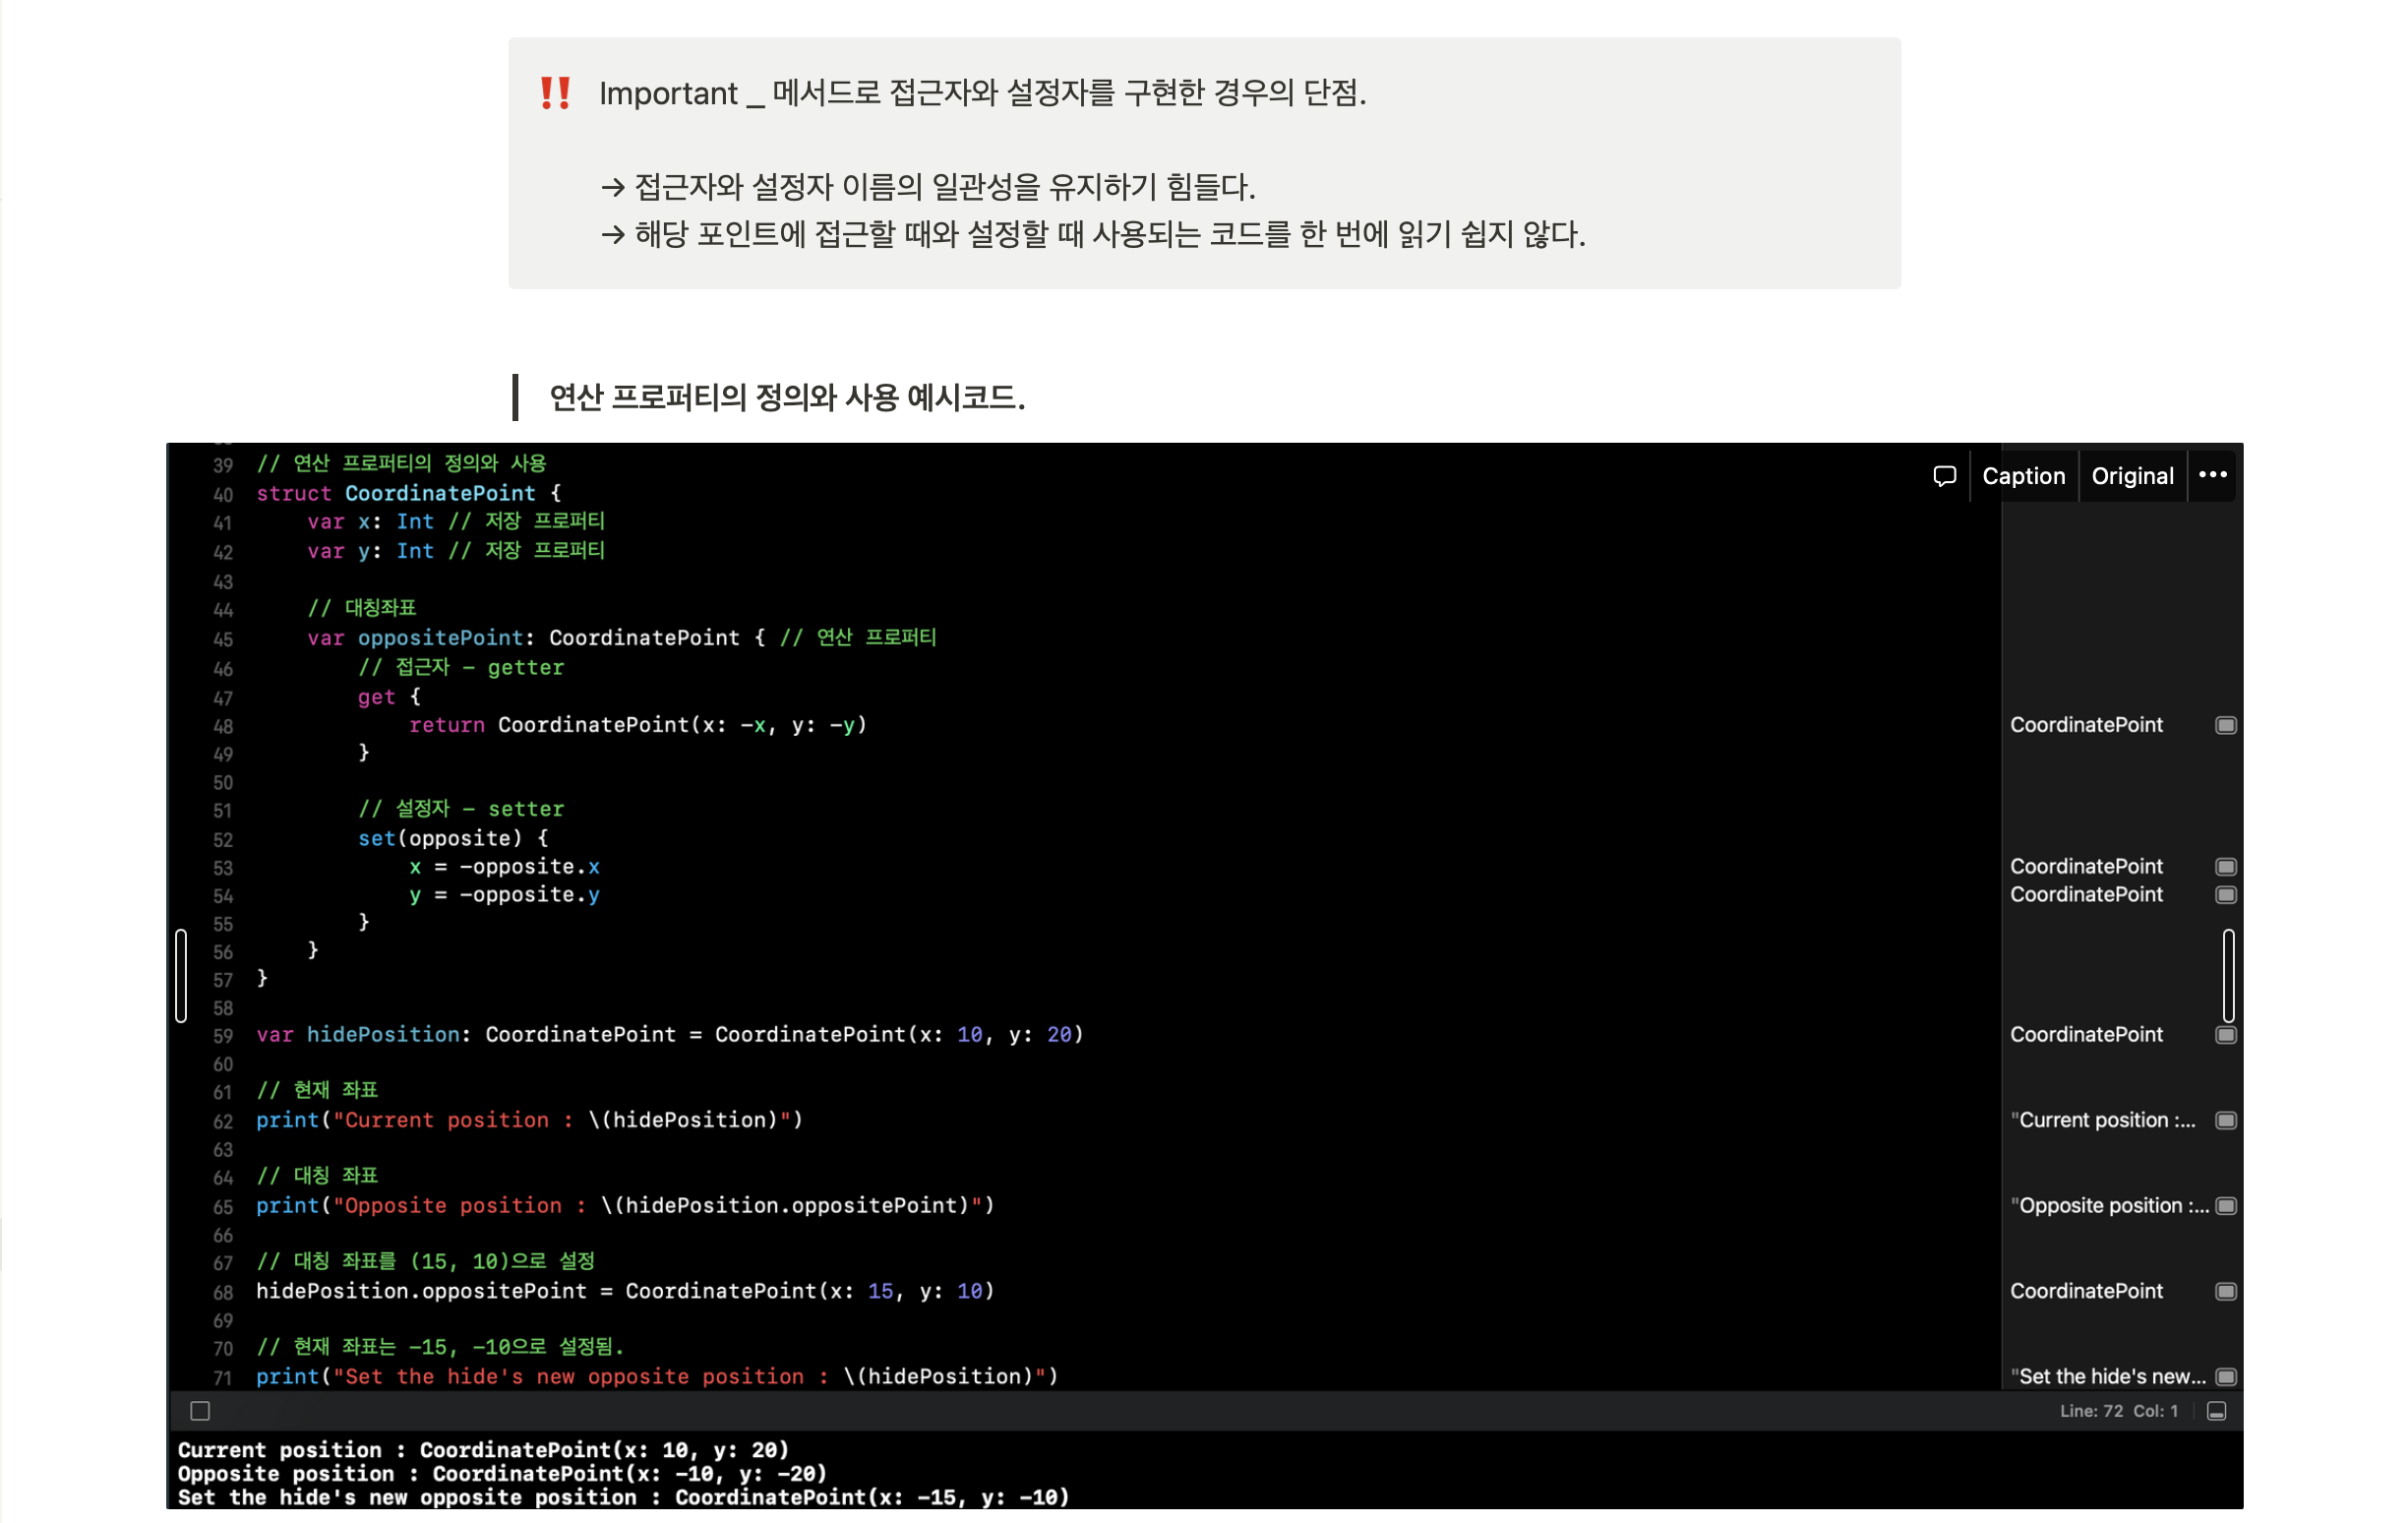 ‼️ Important _ 메서드로 접근자와 설정자를 구현한 경우의 단점.
→ 접근자와 설정자 이름의 일관성을 유지하기 힘들다.
→ 해당 포인트에 접근할 때와 설정할 때 사용되는 코드를 한 번에 읽기 쉽지 않다.
연산 프로퍼티의 정의와 사용 예시코드.
Caption Original •••
39 // 연산 프로퍼티의 정의와 사용
40 struct CoordinatePoint {
41     var x: Int // 저장 프로퍼티
42     var y: Int // 저장 프로퍼티
43
44     // 대칭좌표
45     var oppositePoint: CoordinatePoint { // 연산 프로퍼티
46         // 접근자 – getter
47         get {
48             return CoordinatePoint(x: –x, y: –y) CoordinatePoint
49         }
50
51         // 설정자 – setter
52         set(opposite) {
53             x = –opposite.x CoordinatePoint
54             y = –opposite.y CoordinatePoint
55         }
56     }
57 }
58
59 var hidePosition: CoordinatePoint = CoordinatePoint(x: 10, y: 20) CoordinatePoint
60
61 // 현재 좌표
62 print("Current position : \(hidePosition)") "Current position :...
63
64 // 대칭 좌표
65 print("Opposite position : \(hidePosition.oppositePoint)") "Opposite position :...
66
67 // 대칭 좌표를 (15, 10)으로 설정
68 hidePosition.oppositePoint = CoordinatePoint(x: 15, y: 10) CoordinatePoint
69
70 // 현재 좌표는 –15, –10으로 설정됨.
71 print("Set the hide's new opposite position : \(hidePosition)") "Set the hide's new...
Line: 72 Col: 1
Current position : CoordinatePoint(x: 10, y: 20)
Opposite position : CoordinatePoint(x: –10, y: –20)
Set the hide's new opposite position : CoordinatePoint(x: –15, y: –10)